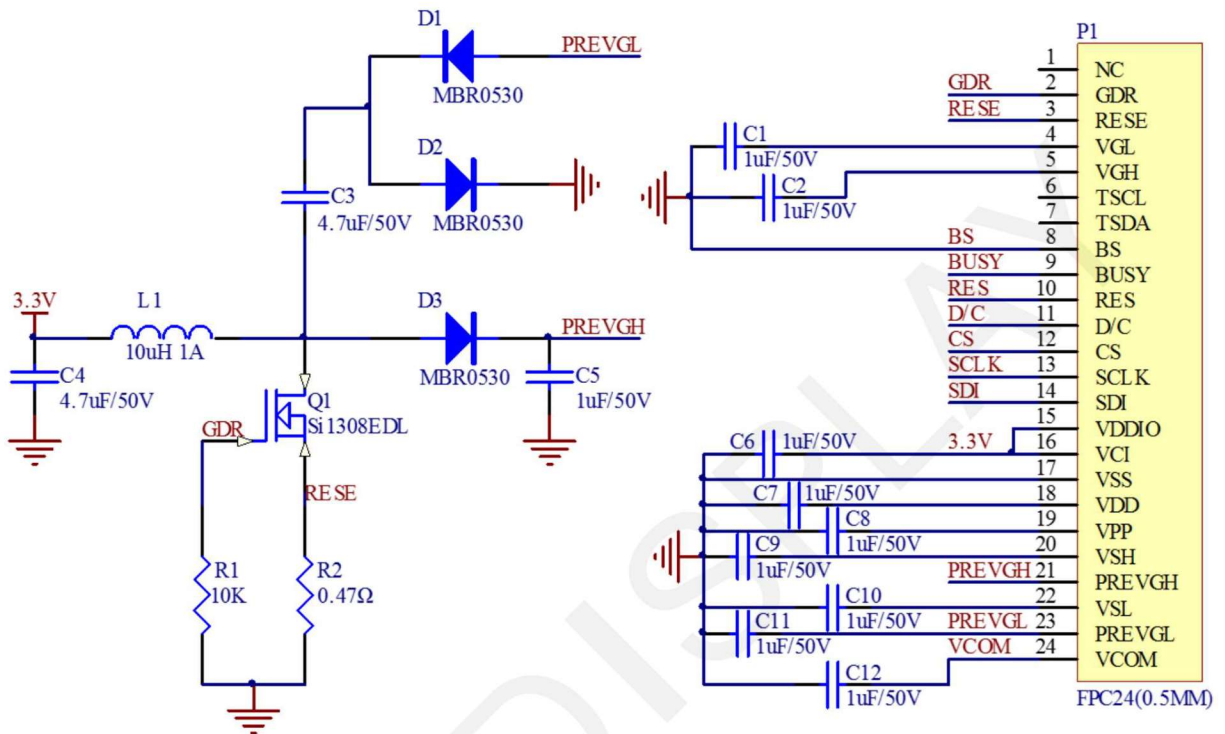 D1
PREVGL
MBR0530
D2
MBR0530
C3
4.7uF/50V
3.3V
L1
10uH 1A
D3
PREVGH
MBR0530
C4
4.7uF/50V
C5
1uF/50V
Q1
Si1308EDL
GDR
RESE
R1
10K
R2
0.47Ω
P1
1 NC
GDR 2 GDR
RESE 3 RESE
C1
1uF/50V
4 VGL
5 VGH
C2
1uF/50V
6 TSCL
7 TSDA
BS 8 BS
BUSY 9 BUSY
RES 10 RES
D/C 11 D/C
CS 12 CS
SCLK 13 SCLK
SDI 14 SDI
15 VDDIO
C6 1uF/50V
3.3V 16 VCI
17 VSS
C7 1uF/50V
18 VDD
C8
1uF/50V
19 VPP
C9
1uF/50V
20 VSH
PREVGH 21 PREVGH
C10
1uF/50V
22 VSL
C11
1uF/50V
PREVGL 23 PREVGL
VCOM 24 VCOM
C12
1uF/50V
FPC24(0.5MM)
DISPLAY